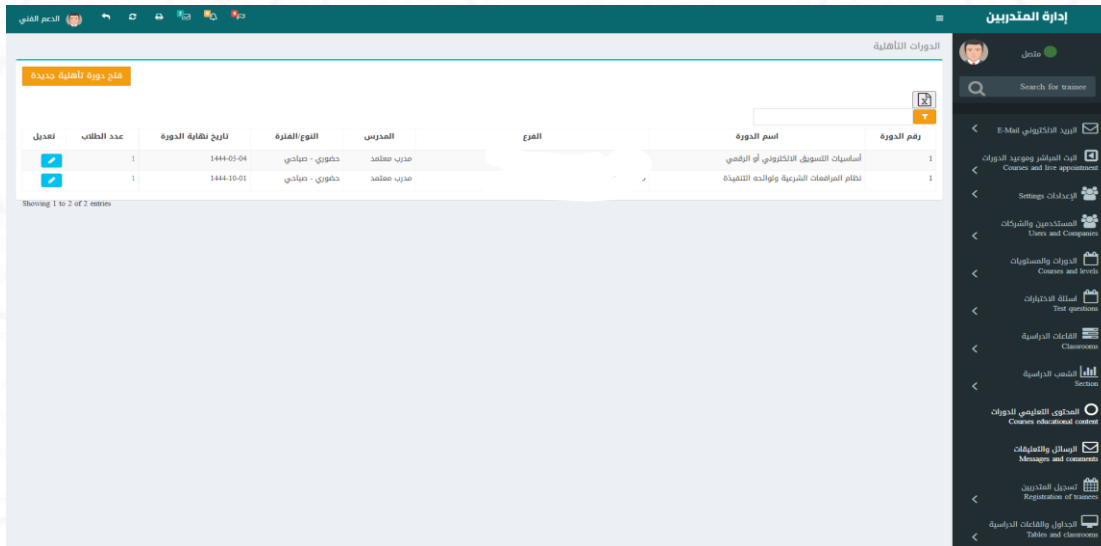 إدارة المتدربين
الدعم الفني
متصل
Search for trainee
البريد الالكتروني E-Mail
البث المباشر وموعيد الدورات
Courses and live appointment
الإعدادات Settings
المستخدمين والشركات
Users and Companies
الدورات والمستويات
Courses and levels
اسئلة الاختبارات
Test questions
القاعات الدراسية
Classrooms
الشعب الدراسية
Section
المحتوى التعليمي للدورات
Courses educational content
الرسائل والتعليقات
Messages and comments
تسجيل المتدربين
Registration of trainees
الجداول والقاعات الدراسية
Tables and classrooms
الدورات التأهلية
فتح دورة تأهلية جديدة
رقم الدورة اسم الدورة الفرع المدرس النوع/الفترة تاريخ نهاية الدورة عدد الطلاب تعديل
1 أساسيات التسويق الالكتروني أو الرقمي مدرب معتمد حضوري - صباحي 1444-05-04 1
1 نظام المرافعات الشرعية ولوائحه التنفيذة مدرب معتمد حضوري - صباحي 1444-10-01 1
Showing 1 to 2 of 2 entries